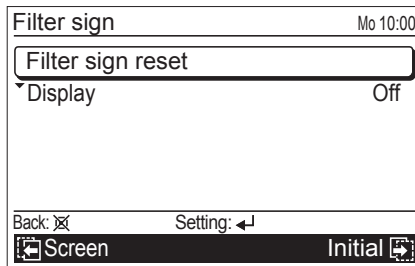 Filter sign Mo 10:00
Filter sign reset
Display Off
Back: Setting:
Screen Initial